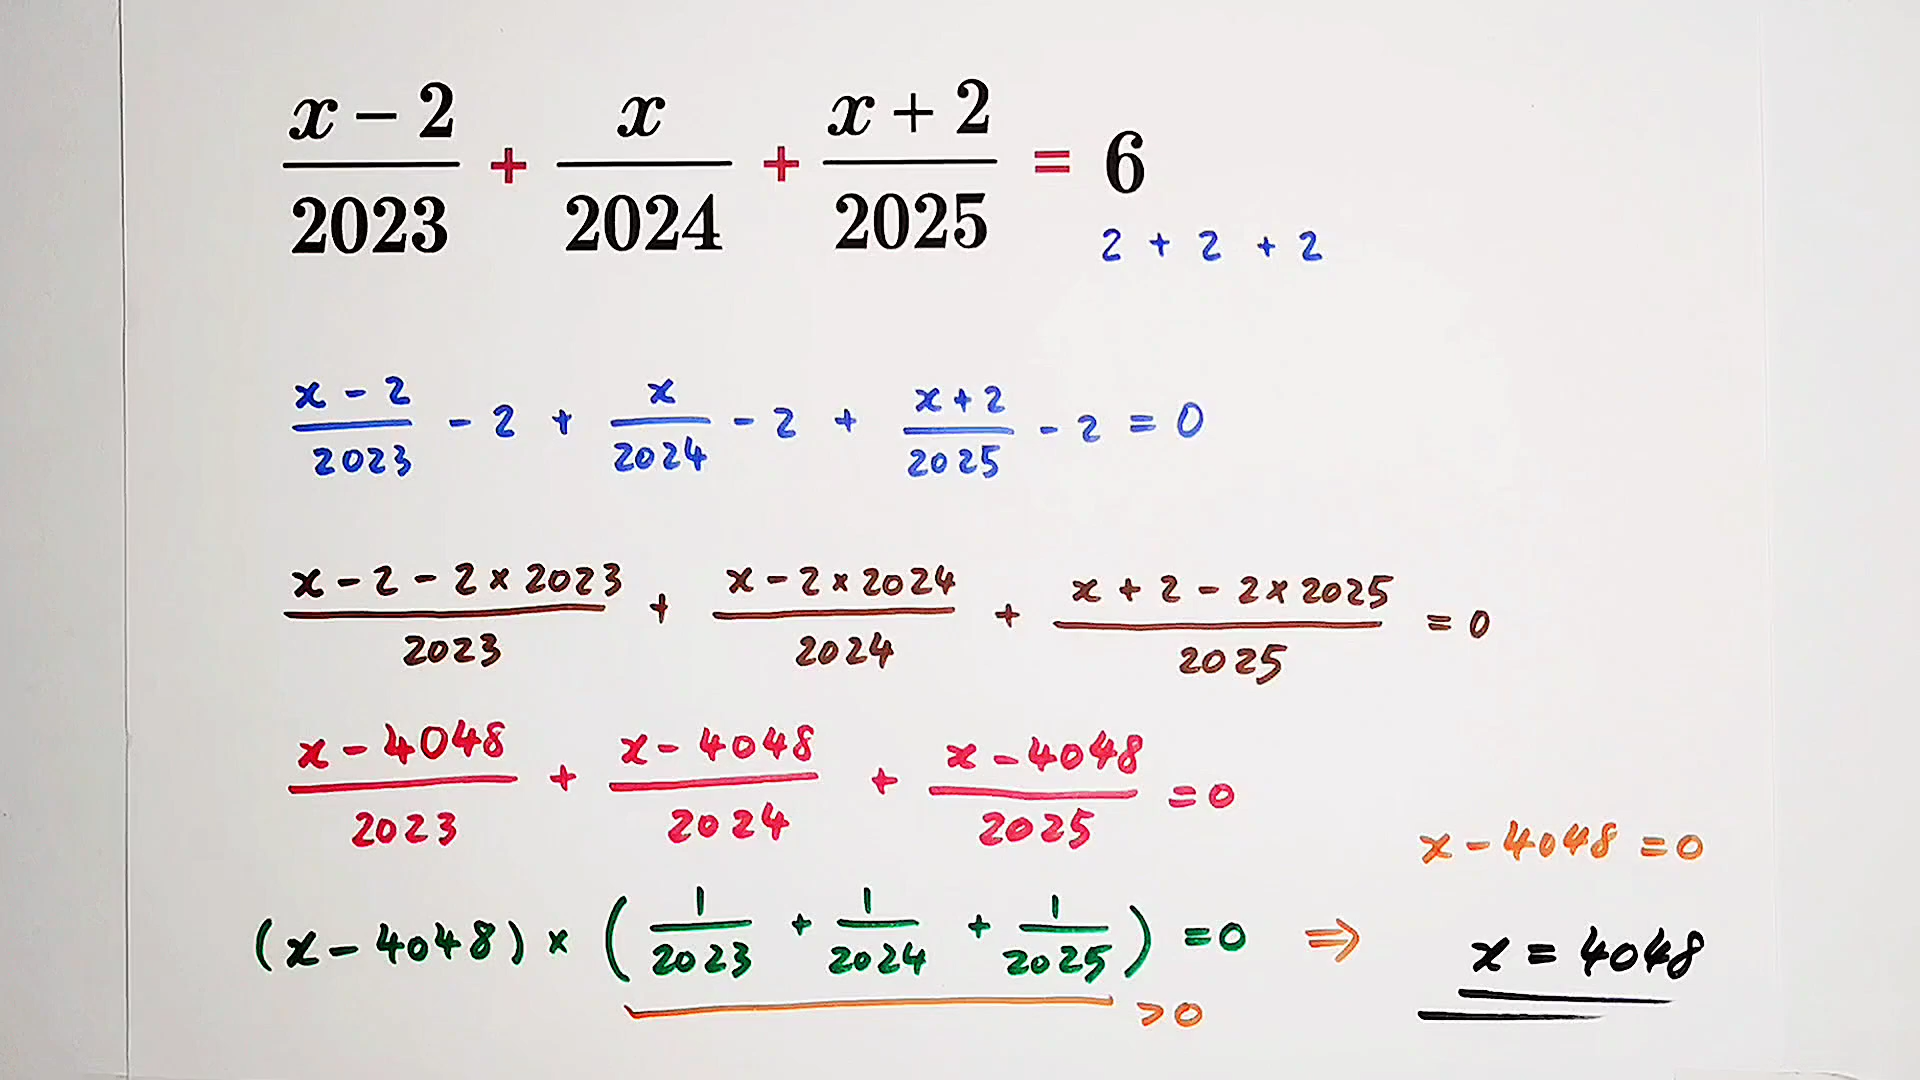 x − 2 / 2023 + x / 2024 + x + 2 / 2025 = 6
2 + 2 + 2
x − 2 / 2023 − 2 + x / 2024 − 2 + x + 2 / 2025 − 2 = 0
x − 2 − 2 × 2023 / 2023 + x − 2 × 2024 / 2024 + x + 2 − 2 × 2025 / 2025 = 0
x − 4048 / 2023 + x − 4048 / 2024 + x − 4048 / 2025 = 0
(x − 4048) × (1 / 2023 + 1 / 2024 + 1 / 2025) = 0 ⇒
> 0
x − 4048 = 0
x = 4048